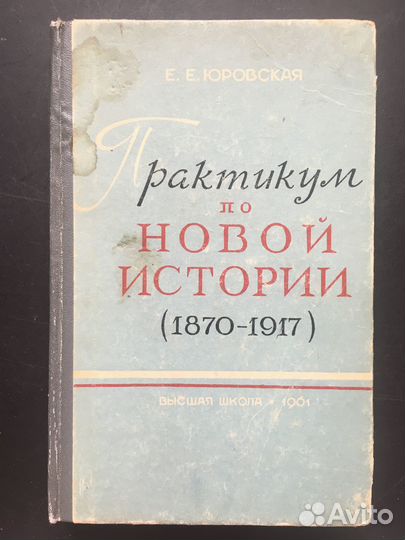 Е. Е. ЮРОВСКАЯ
Практикум
по
НОВОЙ
ИСТОРИИ
(1870-1917)
ВЫСШАЯ ШКОЛА • 1961
Avito